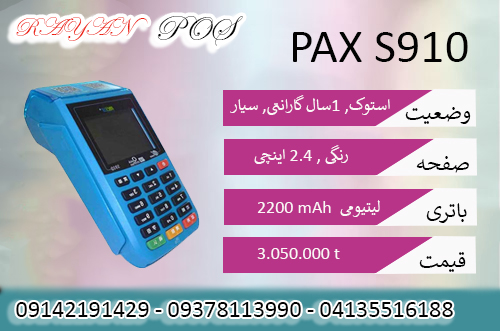 RAYAN POS
PAX S910
وضعیت استوک, 1سال گارانتی, سیار
صفحه رنگی , 2.4 اینچی
باتری لیتیومی 2200 mAh
قیمت 3.050.000 t
09142191429 - 09378113990 - 04135516188